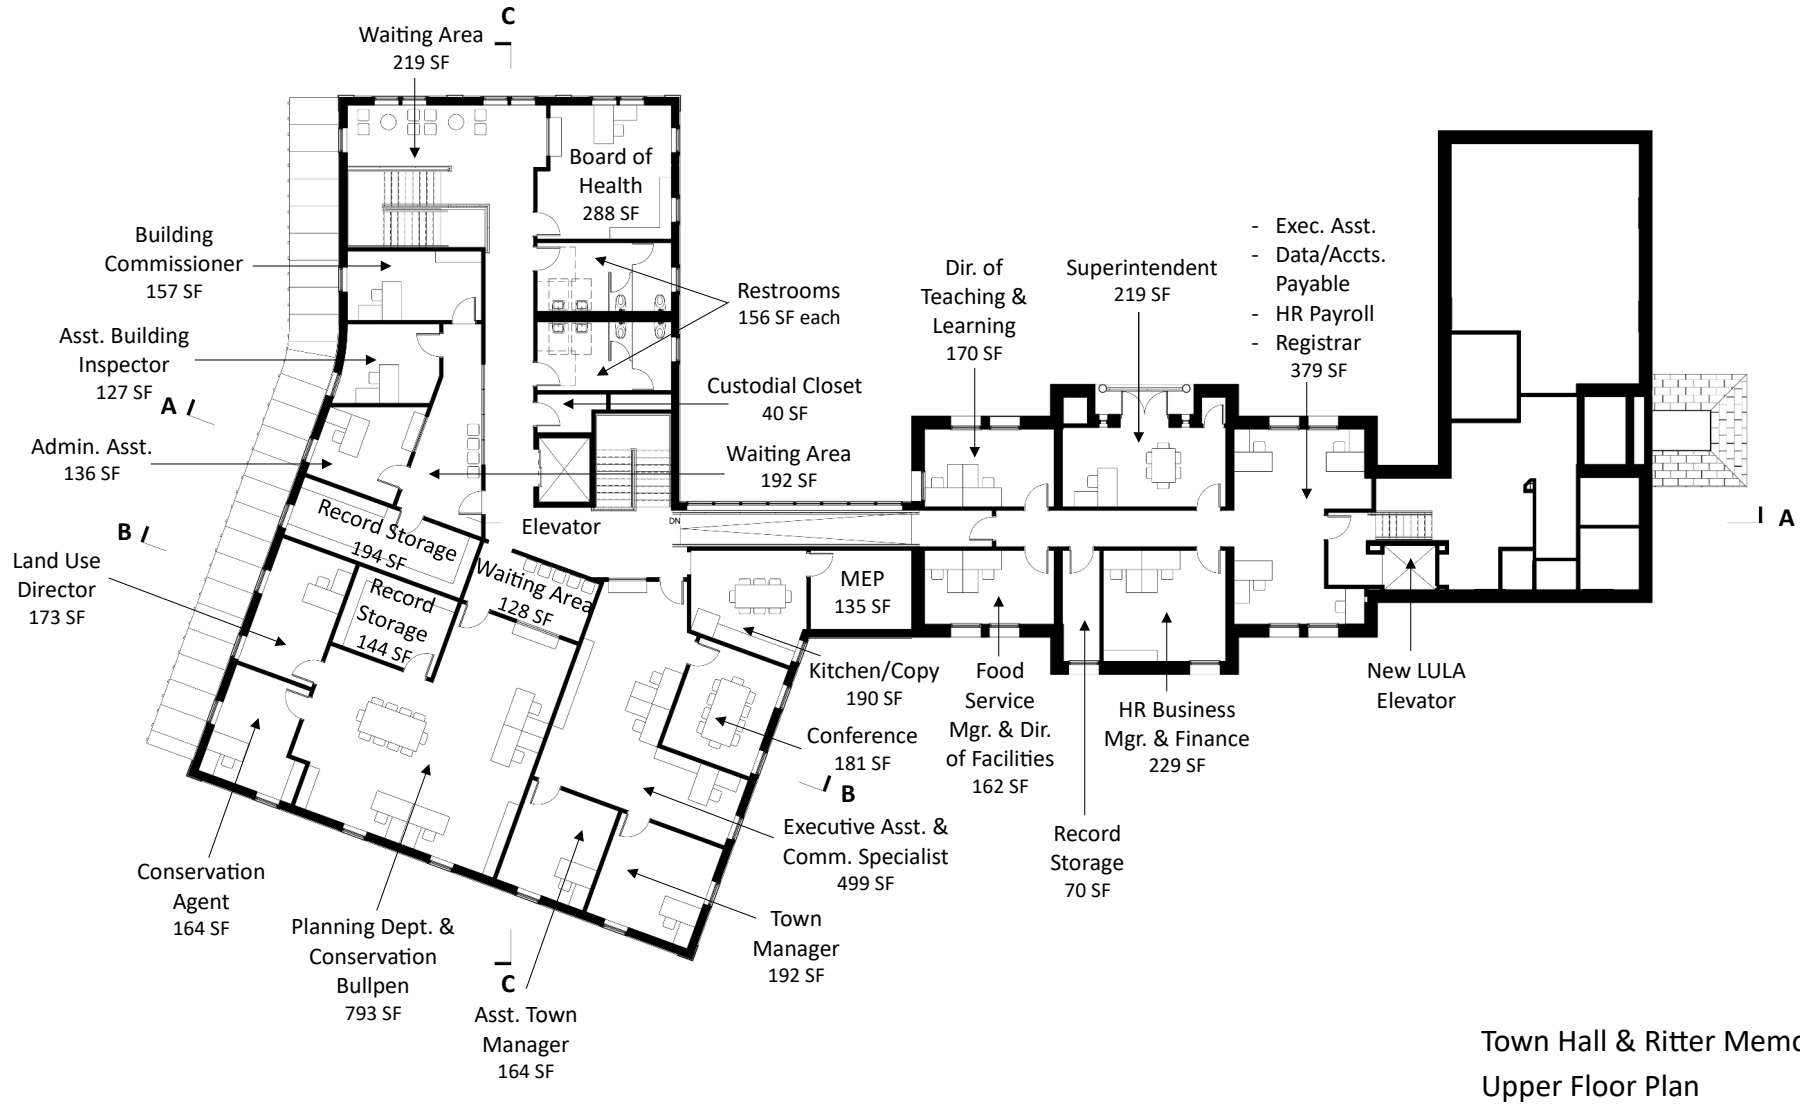 C
Waiting Area
219 SF
Board of
Health
288 SF
Building
Commissioner
157 SF
Restrooms
156 SF each
Dir. of
Teaching &
Learning
170 SF
Superintendent
219 SF
- Exec. Asst.
- Data/Accts.
Payable
- HR Payroll
- Registrar
379 SF
Asst. Building
Inspector
127 SF
A
Custodial Closet
40 SF
Admin. Asst.
136 SF
Waiting Area
192 SF
Record Storage
194 SF
Elevator
DN
A
B
Land Use
Director
173 SF
Record
Storage
144 SF
Waiting Area
128 SF
MEP
135 SF
Kitchen/Copy
190 SF
Conference
181 SF
B
Food
Service
Mgr. & Dir.
of Facilities
162 SF
HR Business
Mgr. & Finance
229 SF
New LULA
Elevator
Record
Storage
70 SF
Executive Asst. &
Comm. Specialist
499 SF
Conservation
Agent
164 SF
Planning Dept. &
Conservation
Bullpen
793 SF
Town
Manager
192 SF
C
Asst. Town
Manager
164 SF
Town Hall & Ritter Memo
Upper Floor Plan